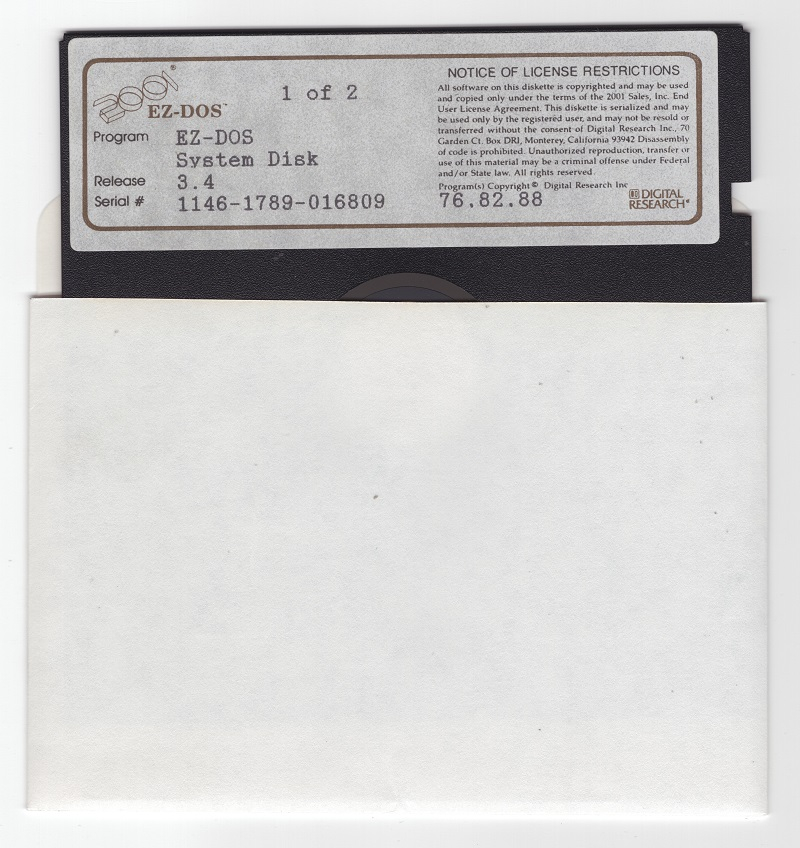 2001®
EZ-DOS™
1 of 2
Program EZ-DOS
System Disk
Release 3.4
Serial # 1146-1789-016809
NOTICE OF LICENSE RESTRICTIONS
All software on this diskette is copyrighted and may be used
and copied only under the terms of the 2001 Sales, Inc. End
User License Agreement. This diskette is serialized and may
be used only by the registered user, and may not be resold or
transferred without the consent of Digital Research Inc., 70
Garden Ct. Box DRI, Monterey, California 93942 Disassembly
of code is prohibited. Unauthorized reproduction, transfer or
use of this material may be a criminal offense under Federal
and/or State law. All rights reserved
Program(s) Copyright © Digital Research Inc
76.82.88
DIGITAL
RESEARCH®